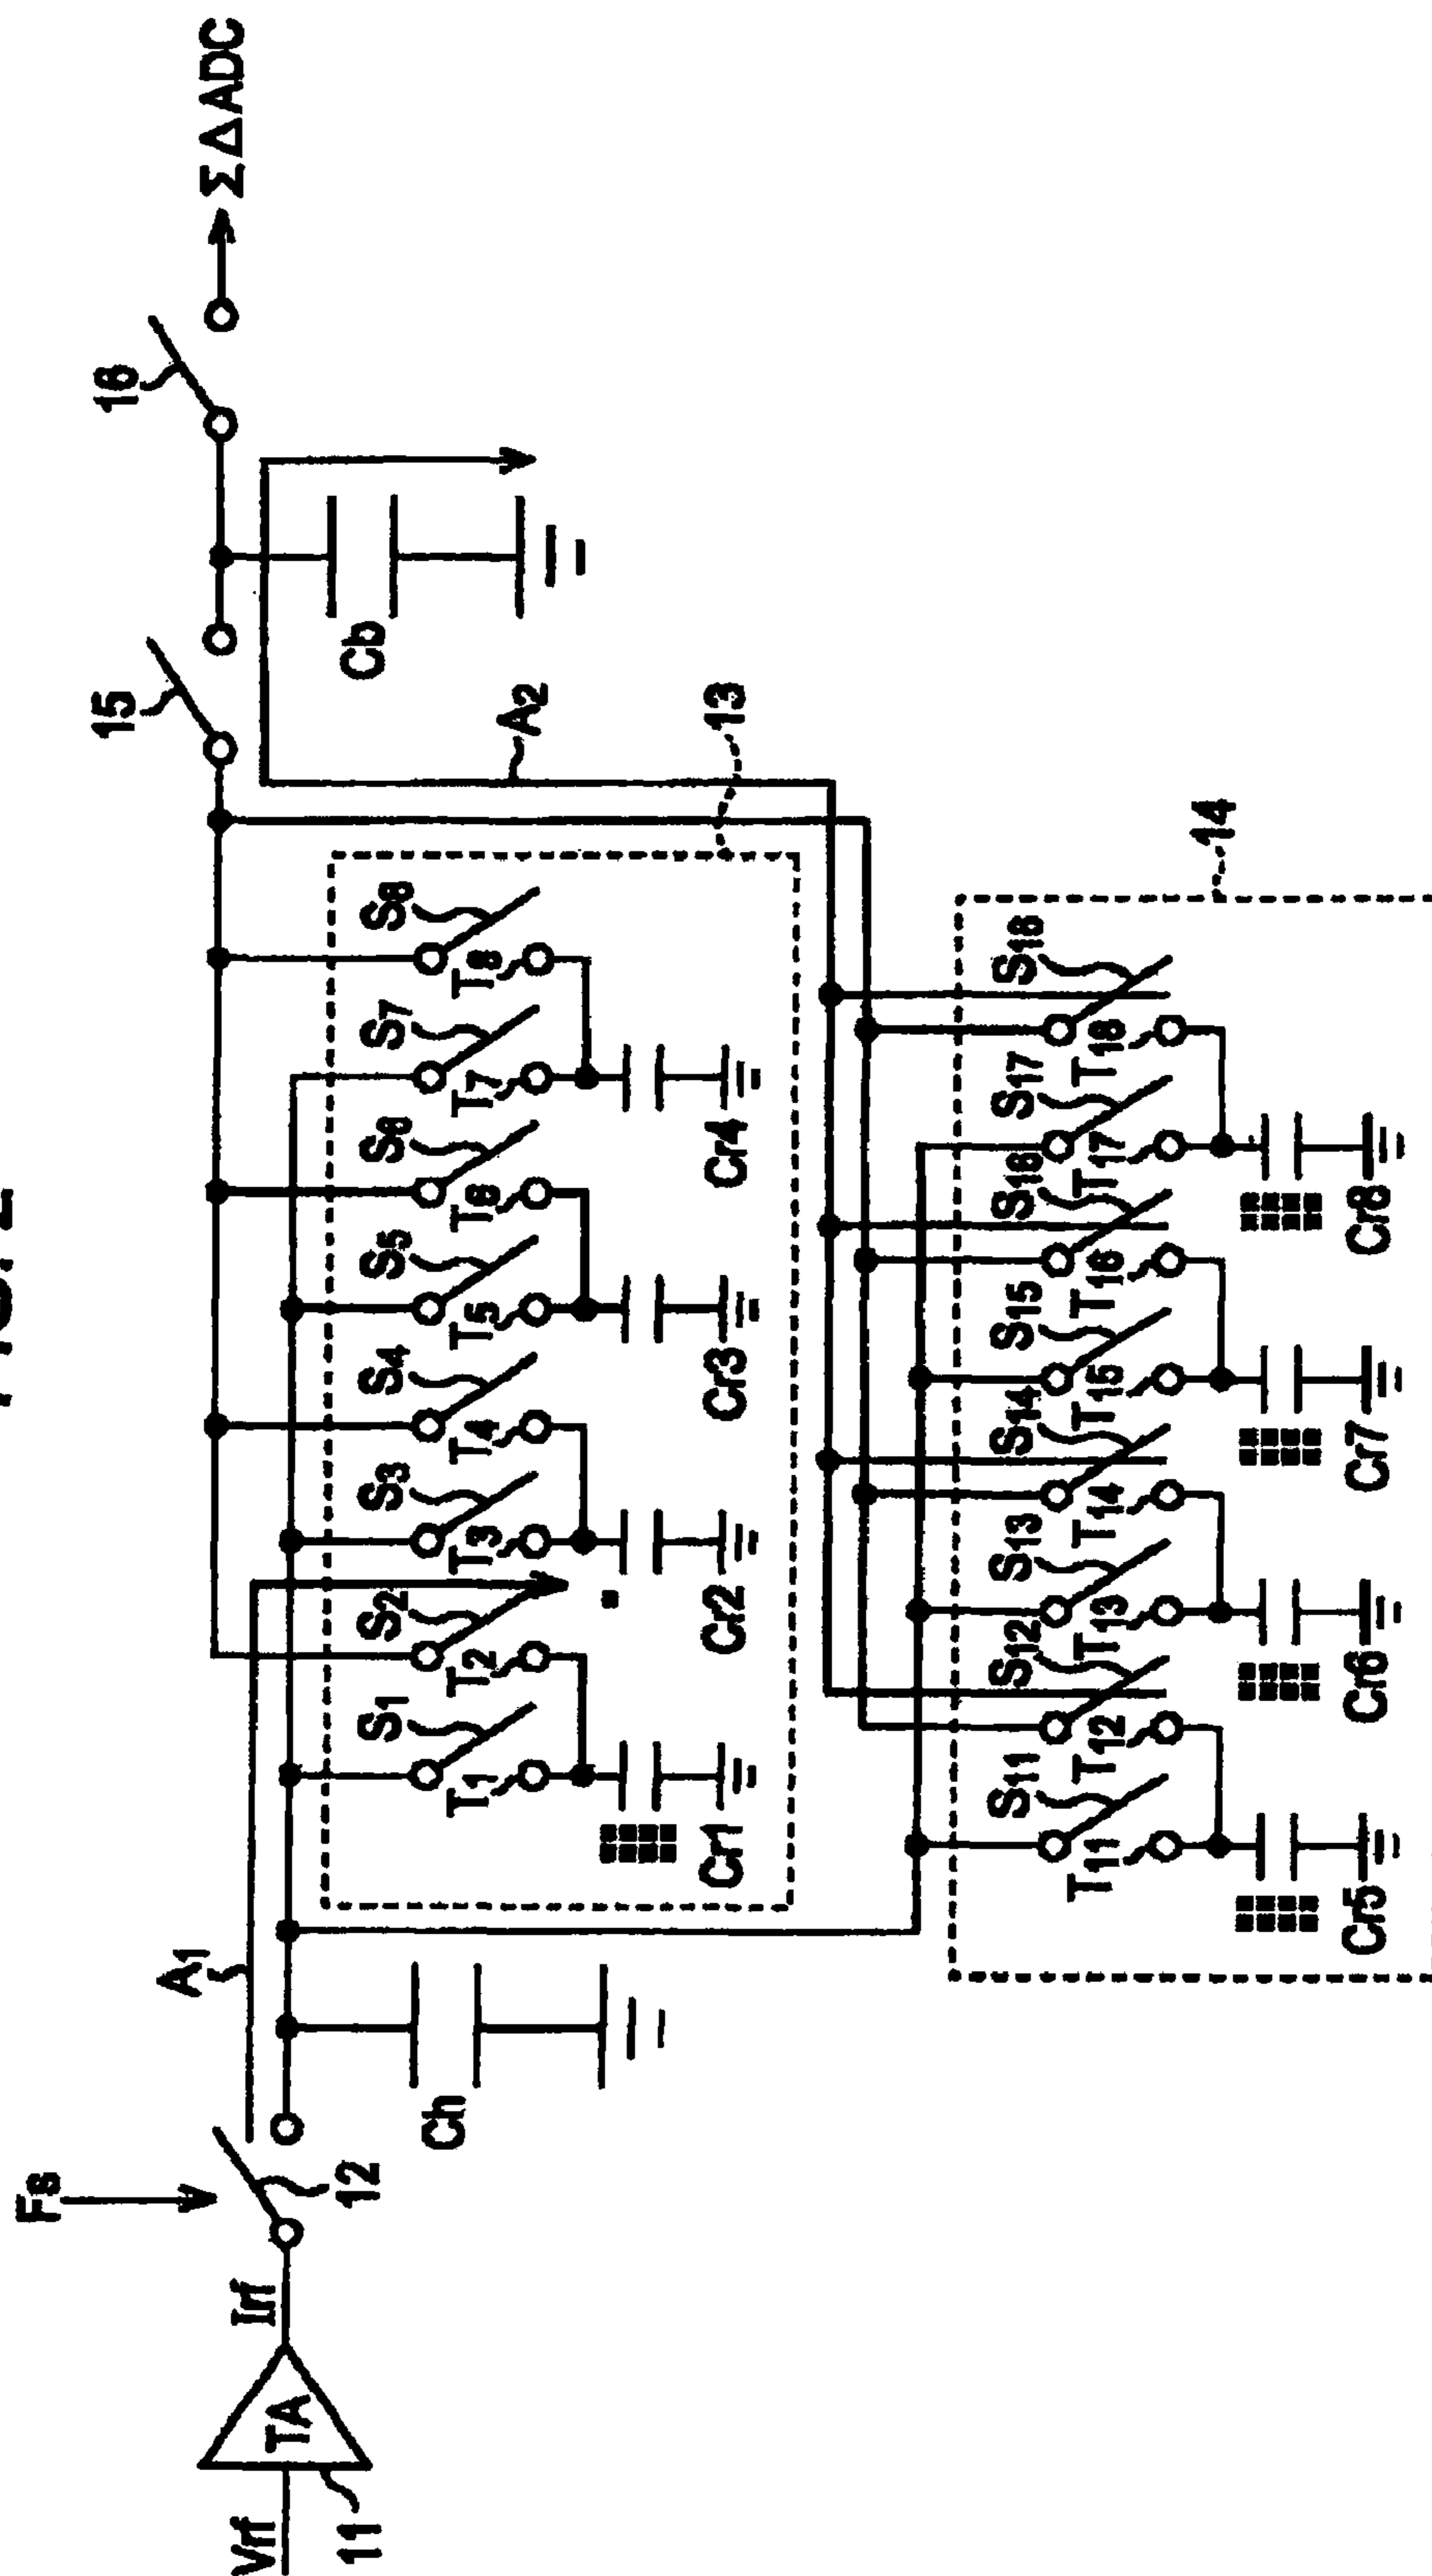 Vrf
11
TA
Irf
Fs
12
A1
Ch
15
16
ΣΔADC
Cb
A2
13
S1
S2
S3
S4
S5
S6
S7
S8
T1
T2
T3
T4
T5
T6
T7
T8
Cr1
Cr2
Cr3
Cr4
14
S11
S12
S13
S14
S15
S16
S17
S18
T11
T12
T13
T14
T15
T16
T17
T18
Cr5
Cr6
Cr7
Cr8